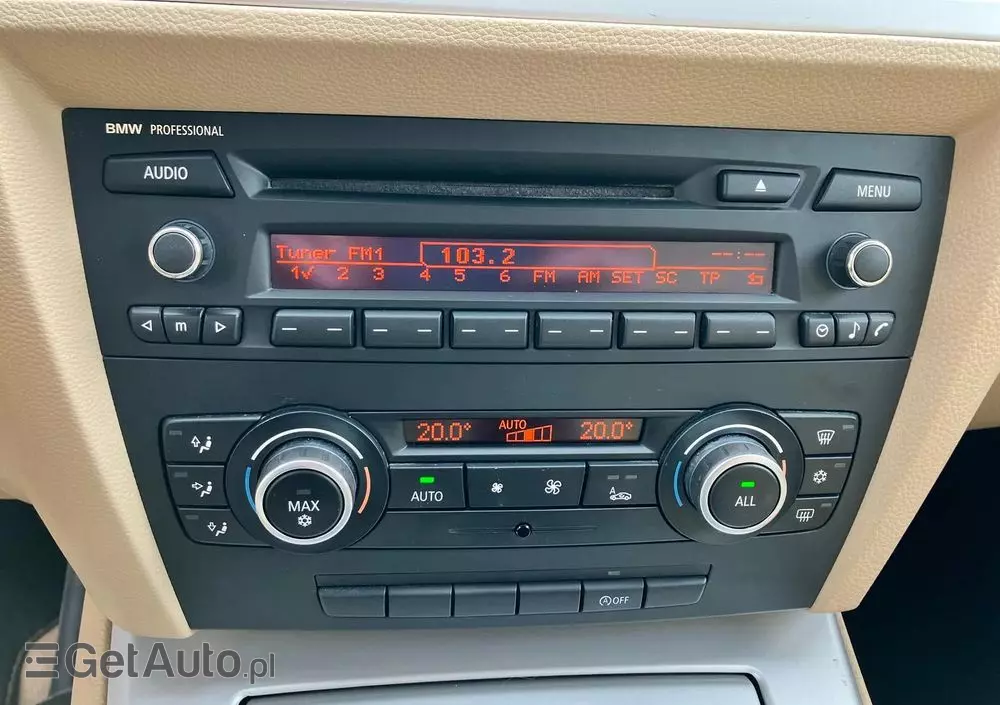 BMW PROFESSIONAL
AUDIO
MENU
Tuner FM1 103.2 --:--
1✓ 2 3 4 5 6 FM AM SET SC TP
m
20.0° AUTO 20.0°
MAX
AUTO
A
ALL
A OFF
GetAuto.pl